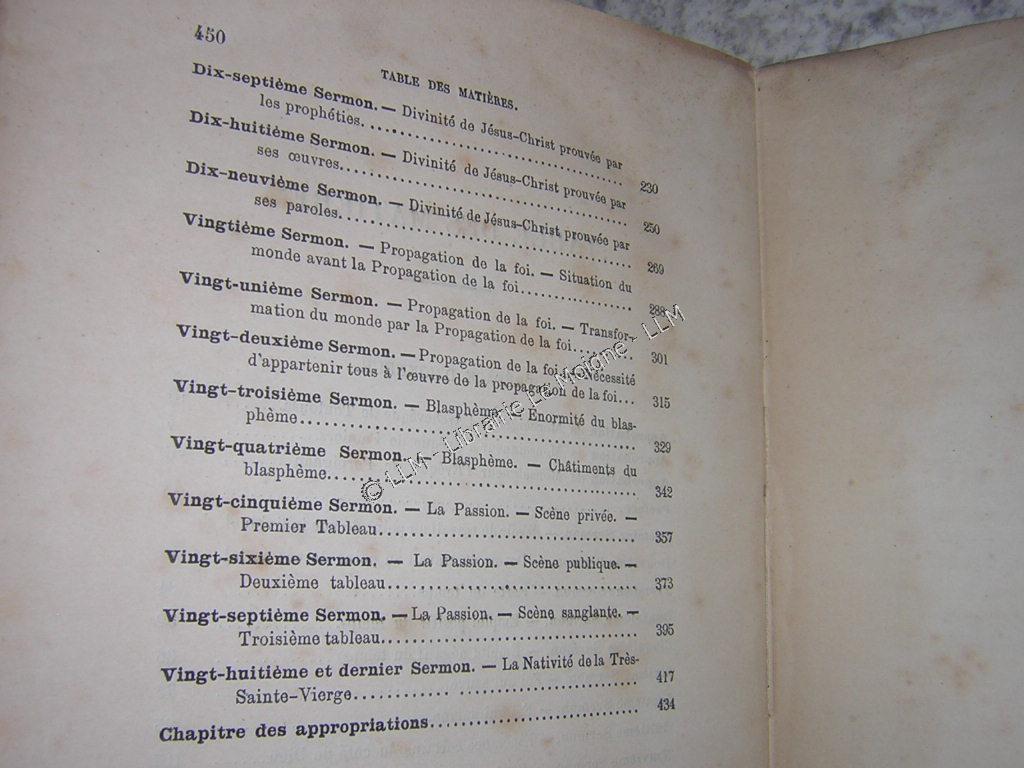 450
TABLE DES MATIÈRES.
Dix-septième Sermon. — Divinité de Jésus-Christ prouvée par
les prophéties. . . . . . . . . . . . . . . . . . . . . . . . . . . . 230
Dix-huitième Sermon. — Divinité de Jésus-Christ prouvée par
ses œuvres. . . . . . . . . . . . . . . . . . . . . . . . . . . . . . 250
Dix-neuvième Sermon. — Divinité de Jésus-Christ prouvée par
ses paroles. . . . . . . . . . . . . . . . . . . . . . . . . . . . . . 269
Vingtième Sermon. — Propagation de la foi. — Situation du
monde avant la Propagation de la foi. . . . . . . . . . . . 288
Vingt-unième Sermon. — Propagation de la foi. — Transfor-
mation du monde par la Propagation de la foi. . . . . . . . 301
Vingt-deuxième Sermon. — Propagation de la foi. — Nécessité
d'appartenir tous à l'œuvre de la propagation de la foi. . . 315
Vingt-troisième Sermon. — Blasphème. — Énormité du blas-
phème. . . . . . . . . . . . . . . . . . . . . . . . . . . . . . . . . 329
Vingt-quatrième Sermon. — Blasphème. — Châtiments du
blasphème. . . . . . . . . . . . . . . . . . . . . . . . . . . . . . 342
Vingt-cinquième Sermon. — La Passion. — Scène privée. —
Premier Tableau. . . . . . . . . . . . . . . . . . . . . . . . . . 357
Vingt-sixième Sermon. — La Passion. — Scène publique. —
Deuxième tableau. . . . . . . . . . . . . . . . . . . . . . . . . 373
Vingt-septième Sermon. — La Passion. — Scène sanglante. —
Troisième tableau. . . . . . . . . . . . . . . . . . . . . . . . . 395
Vingt-huitième et dernier Sermon. — La Nativité de la Très-
Sainte-Vierge. . . . . . . . . . . . . . . . . . . . . . . . . . . . 417
Chapitre des appropriations. . . . . . . . . . . . . . . . . . . . 434
© LLM - Librairie Le Moigne - LLM